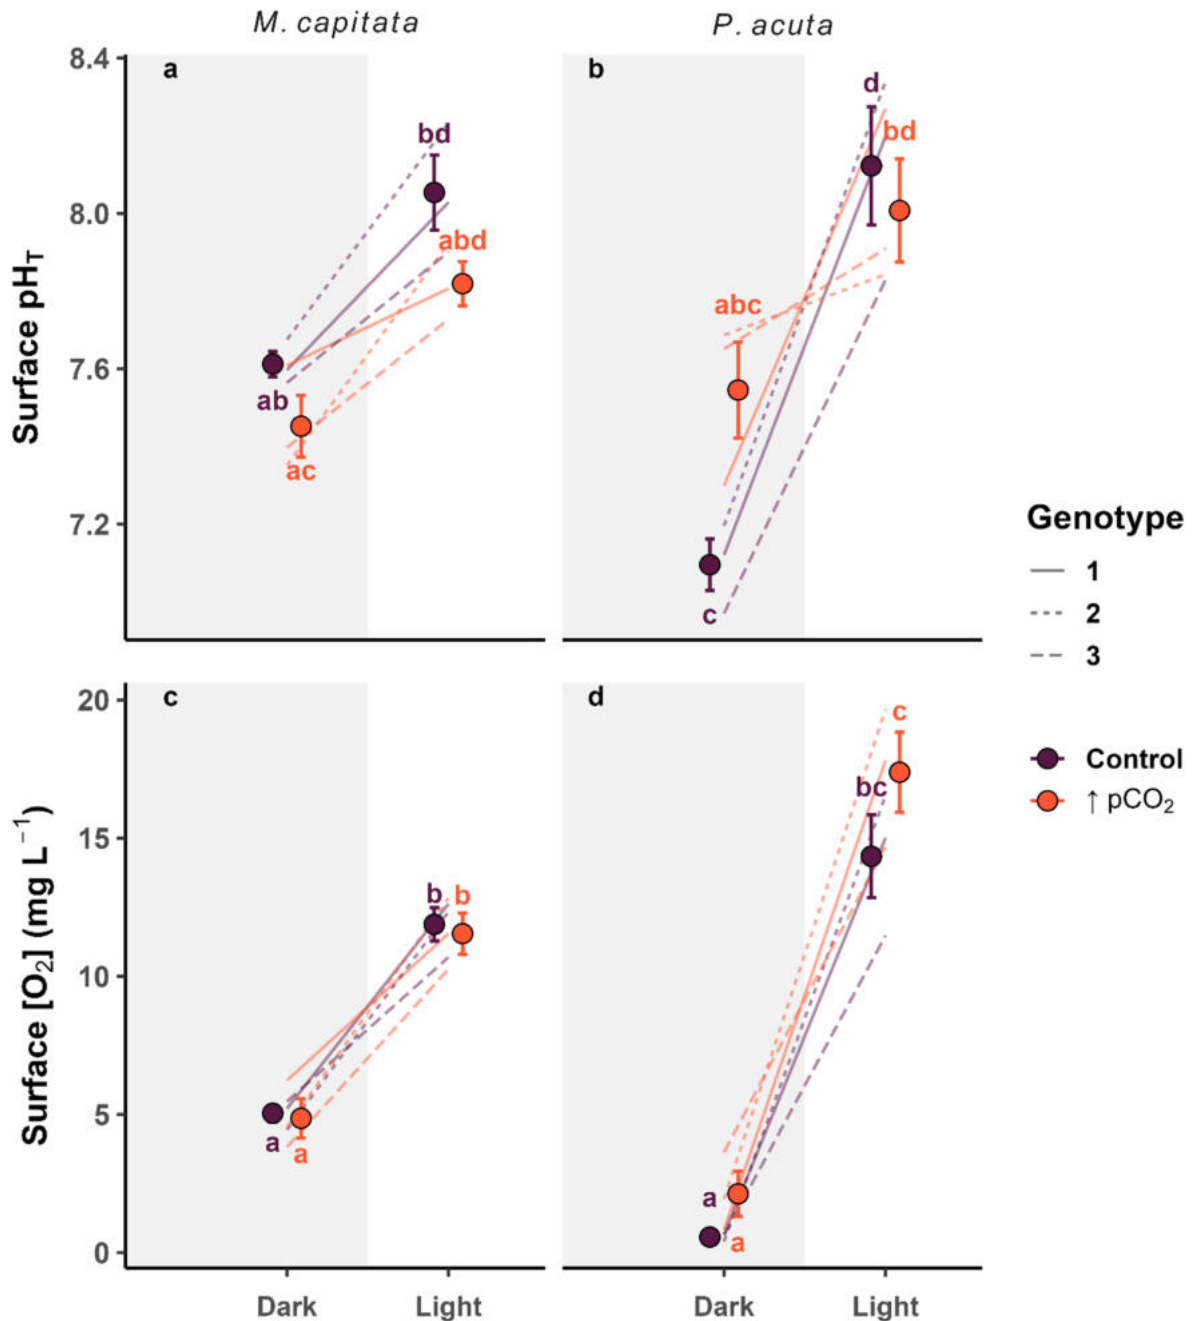 M. capitata
P. acuta
Surface pHT
8.4
8.0
7.6
7.2
a
bd
abd
ab
ac
b
d
bd
abc
c
Genotype
1
2
3
Control
↑ pCO₂
Surface [O₂] (mg L⁻¹)
20
15
10
5
0
c
b
b
a
a
d
c
bc
a
a
Dark
Light
Dark
Light